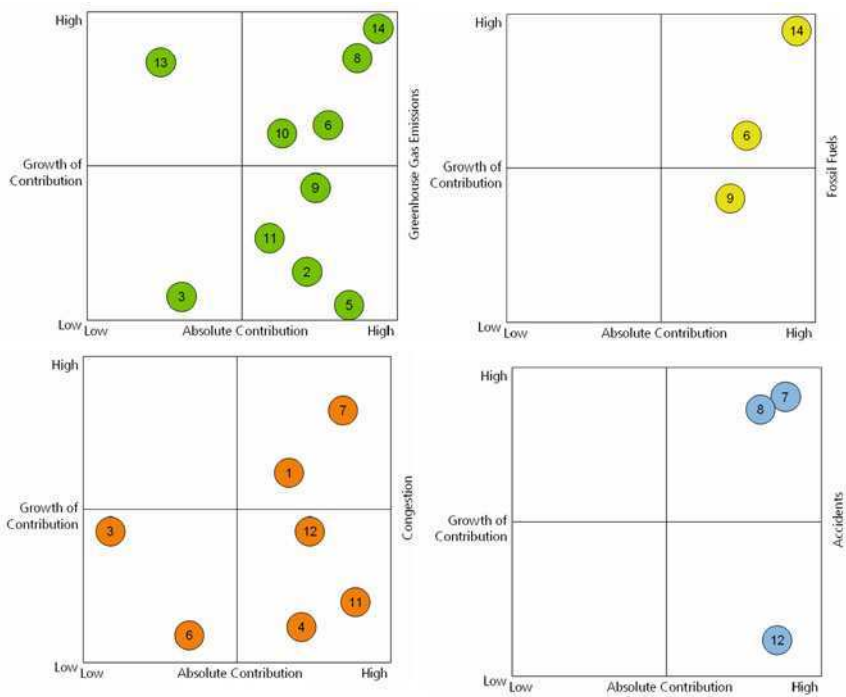 High
14
13
8
6
10
Growth of
Contribution
9
11
2
3
5
Low
Low
Absolute Contribution
High
Greenhouse Gas Emissions
High
14
6
Growth of
Contribution
9
Low
Low
Absolute Contribution
High
Fossil Fuels
High
7
1
Growth of
Contribution
3
12
11
4
6
Low
Low
Absolute Contribution
High
Congestion
High
7
8
Growth of
Contribution
12
Low
Low
Absolute Contribution
High
Accidents